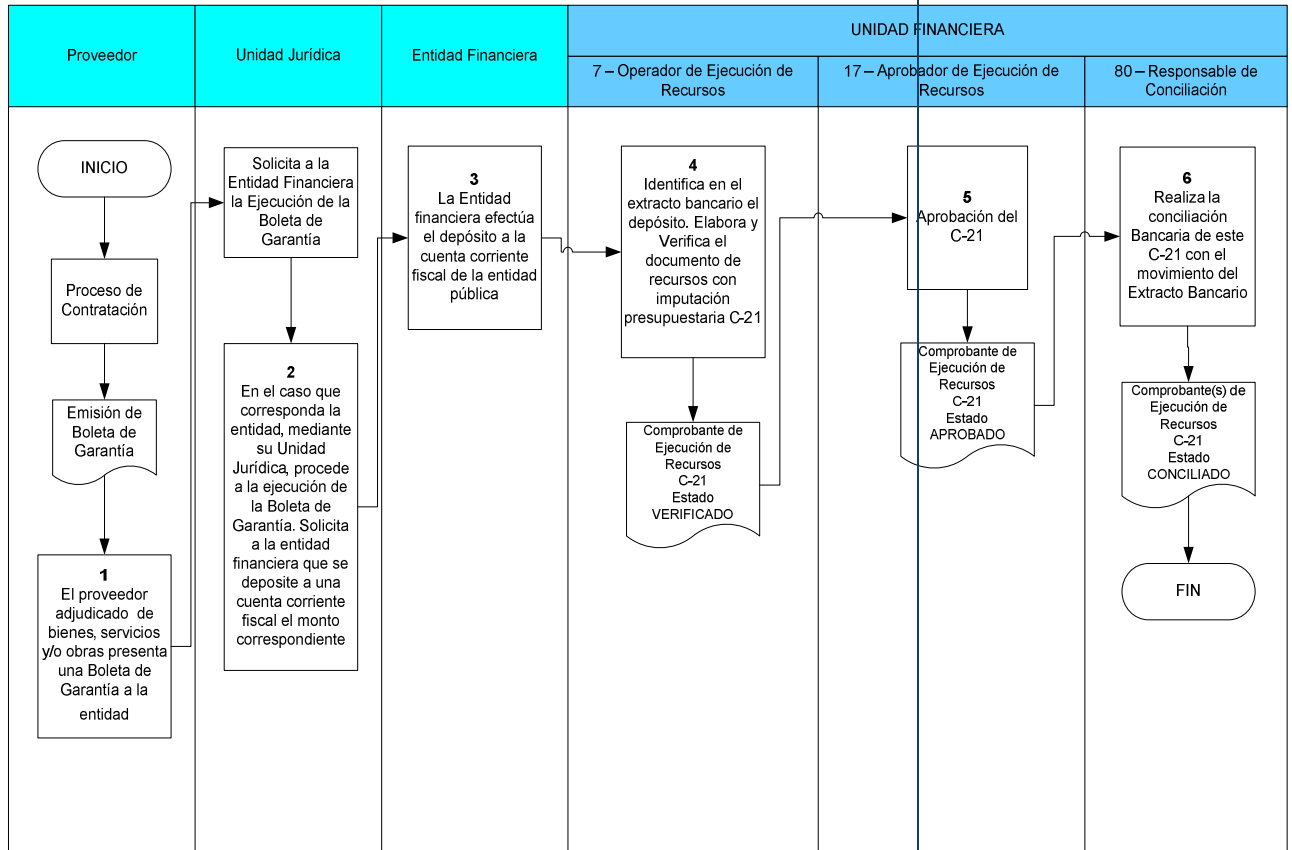 Proveedor
Unidad Jurídica
Entidad Financiera
UNIDAD FINANCIERA
7 – Operador de Ejecución de
Recursos
17 – Aprobador de Ejecución de
Recursos
80 – Responsable de
Conciliación
INICIO
Proceso de
Contratación
Emisión de
Boleta de
Garantía
1
El proveedor
adjudicado de
bienes, servicios
y/o obras presenta
una Boleta de
Garantía a la
entidad
Solicita a la
Entidad Financiera
la Ejecución de la
Boleta de
Garantía
2
En el caso que
corresponda la
entidad, mediante
su Unidad
Jurídica, procede
a la ejecución de
la Boleta de
Garantía. Solicita
a la entidad
financiera que se
deposite a una
cuenta corriente
fiscal el monto
correspondiente
3
La Entidad
financiera efectúa
el depósito a la
cuenta corriente
fiscal de la entidad
pública
4
Identifica en el
extracto bancario el
depósito. Elabora y
Verifica el
documento de
recursos con
imputación
presupuestaria C-21
Comprobante de
Ejecución de
Recursos
C-21
Estado
VERIFICADO
5
Aprobación del
C-21
Comprobante de
Ejecución de
Recursos
C-21
Estado
APROBADO
6
Realiza la
conciliación
Bancaria de este
C-21 con el
movimiento del
Extracto Bancario
Comprobante(s) de
Ejecución de
Recursos
C-21
Estado
CONCILIADO
FIN